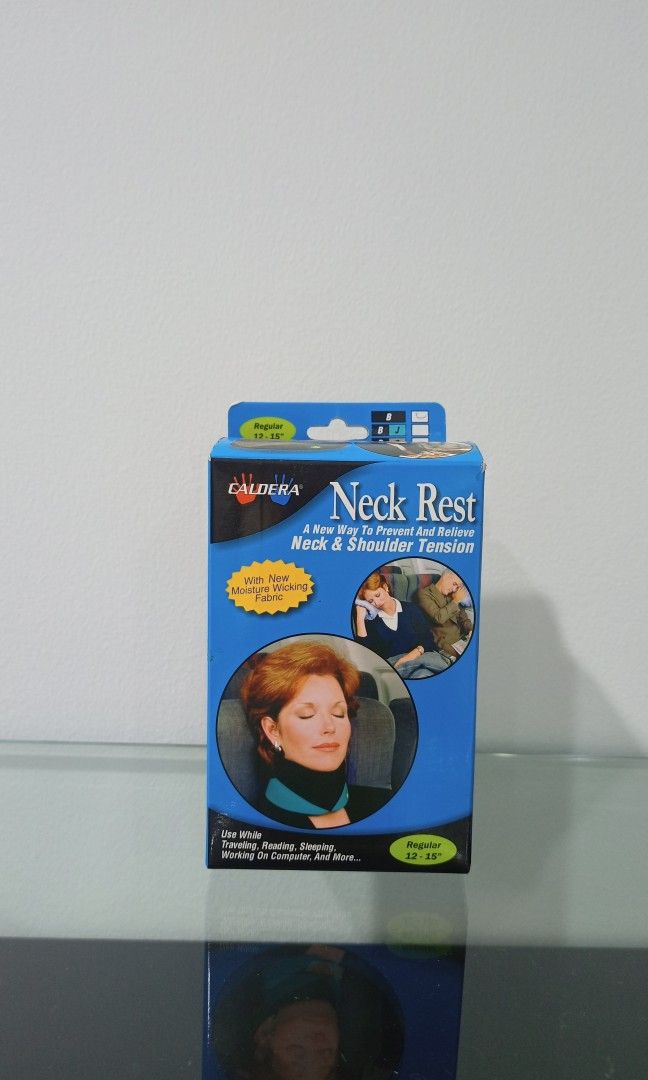 Regular
12 - 15"
B
B J
CALDERA®
Neck Rest
A New Way To Prevent And Relieve
Neck & Shoulder Tension
With New
Moisture Wicking
Fabric
Use While
Traveling, Reading, Sleeping,
Working On Computer, And More...
Regular
12 - 15"